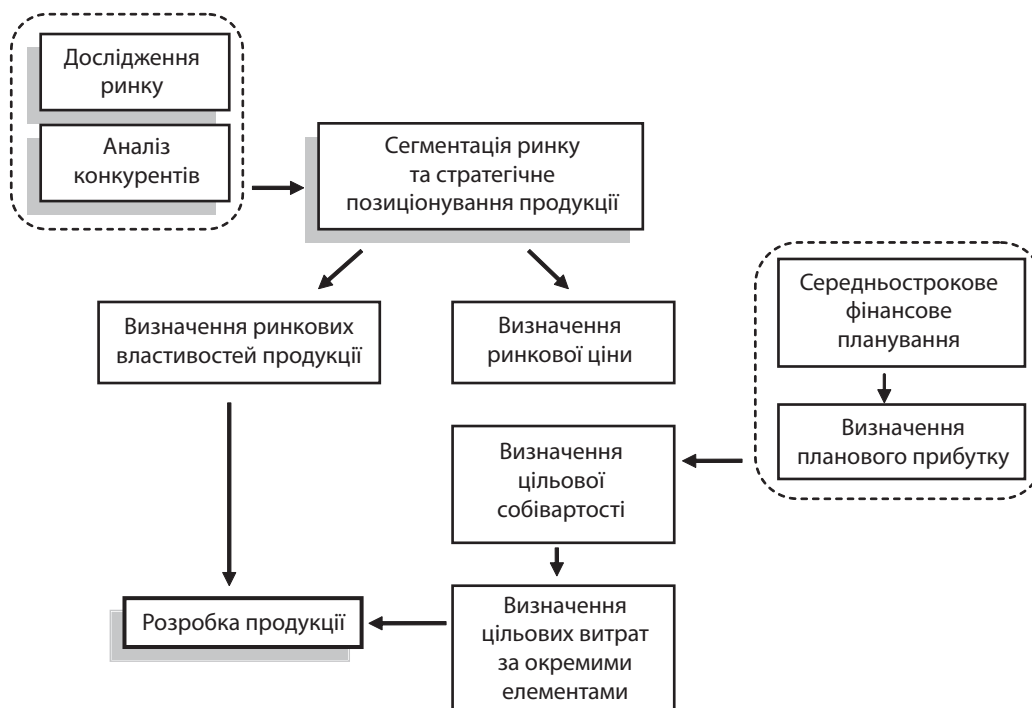 Дослідження
ринку
Аналіз
конкурентів
Сегментація ринку
та стратегічне
позиціонування продукції
Визначення ринкових
властивостей продукції
Визначення
ринкової ціни
Середньострокове
фінансове
планування
Визначення
планового прибутку
Визначення
цільової
собівартості
Визначення
цільових витрат
за окремими
елементами
Розробка продукції